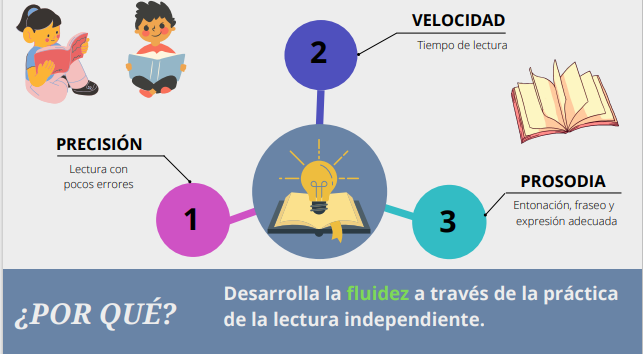 2
VELOCIDAD
Tiempo de lectura
PRECISIÓN
Lectura con
pocos errores
1
3
PROSODIA
Entonación, fraseo y
expresión adecuada
¿POR QUÉ?
Desarrolla la fluidez a través de la práctica
de la lectura independiente.